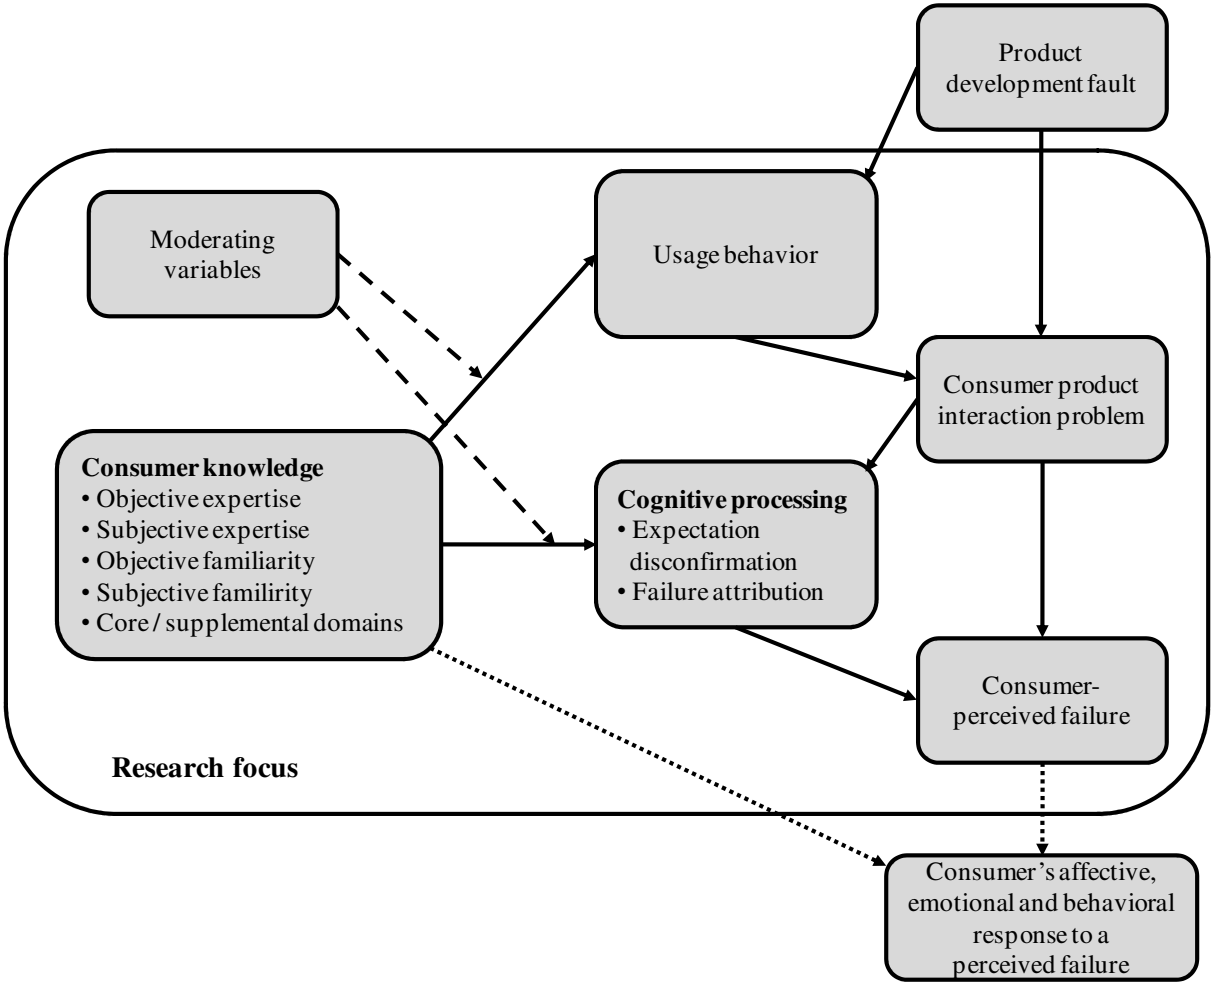 Product
development fault
Moderating
variables
Usage behavior
Consumer product
interaction problem
Consumer knowledge
• Objective expertise
• Subjective expertise
• Objective familiarity
• Subjective familirity
• Core / supplemental domains
Cognitive processing
• Expectation
disconfirmation
• Failure attribution
Consumer-
perceived failure
Research focus
Consumer's affective,
emotional and behavioral
response to a
perceived failure